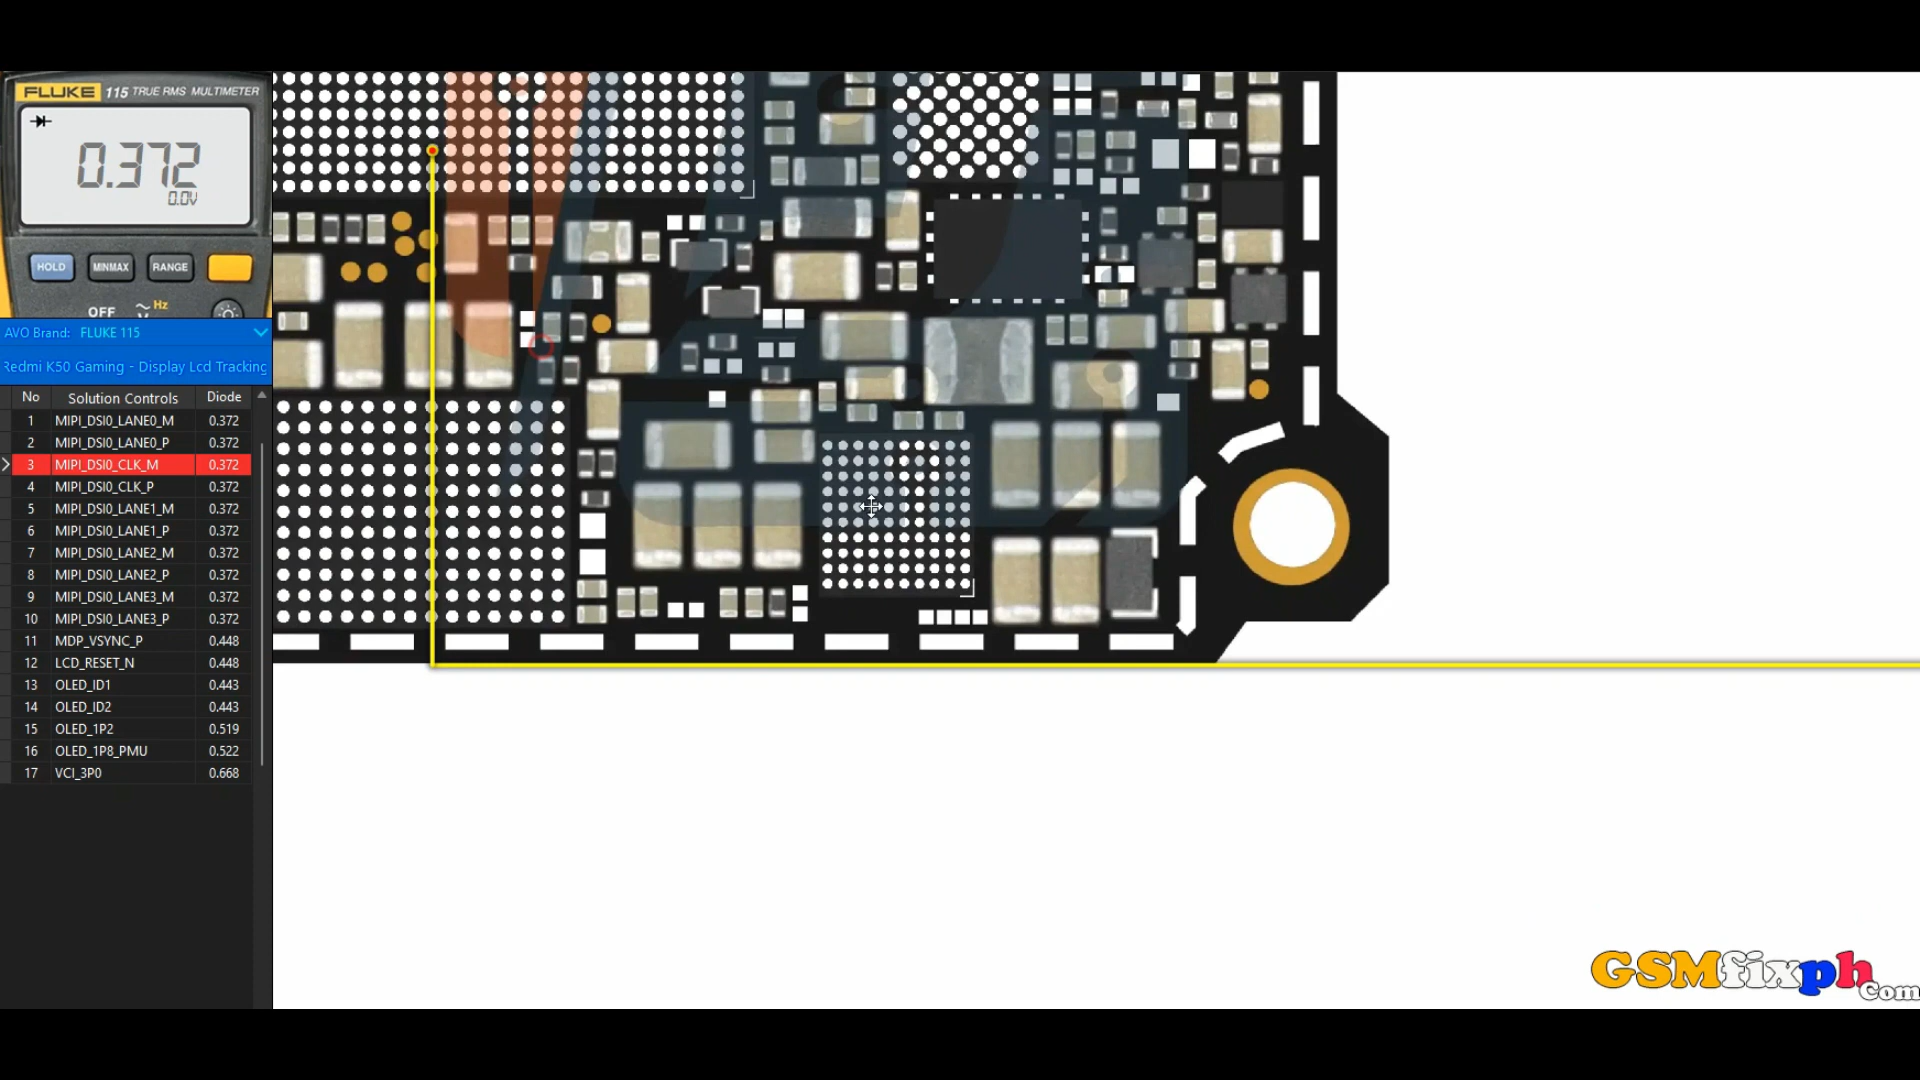 FLUKE 115 TRUE RMS MULTIMETER
0.372
0.0V
HOLD MINMAX RANGE
OFF Hz
V
AVO Brand: FLUKE 115
Redmi K50 Gaming - Display Lcd Tracking
No Solution Controls Diode
1 MIPI_DSI0_LANE0_M 0.372
2 MIPI_DSI0_LANE0_P 0.372
3 MIPI_DSI0_CLK_M 0.372
4 MIPI_DSI0_CLK_P 0.372
5 MIPI_DSI0_LANE1_M 0.372
6 MIPI_DSI0_LANE1_P 0.372
7 MIPI_DSI0_LANE2_M 0.372
8 MIPI_DSI0_LANE2_P 0.372
9 MIPI_DSI0_LANE3_M 0.372
10 MIPI_DSI0_LANE3_P 0.372
11 MDP_VSYNC_P 0.448
12 LCD_RESET_N 0.448
13 OLED_ID1 0.443
14 OLED_ID2 0.443
15 OLED_1P2 0.519
16 OLED_1P8_PMU 0.522
17 VCI_3P0 0.668
GSMfixph
Com